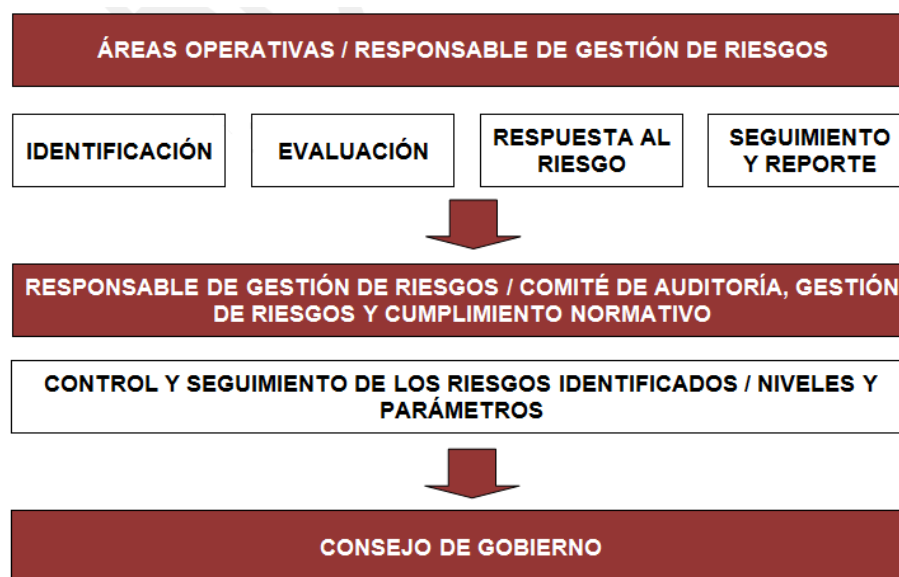 ÁREAS OPERATIVAS / RESPONSABLE DE GESTIÓN DE RIESGOS
IDENTIFICACIÓN
EVALUACIÓN
RESPUESTA AL
RIESGO
SEGUIMIENTO
Y REPORTE
RESPONSABLE DE GESTIÓN DE RIESGOS / COMITÉ DE AUDITORÍA, GESTIÓN
DE RIESGOS Y CUMPLIMIENTO NORMATIVO
CONTROL Y SEGUIMIENTO DE LOS RIESGOS IDENTIFICADOS / NIVELES Y
PARÁMETROS
CONSEJO DE GOBIERNO